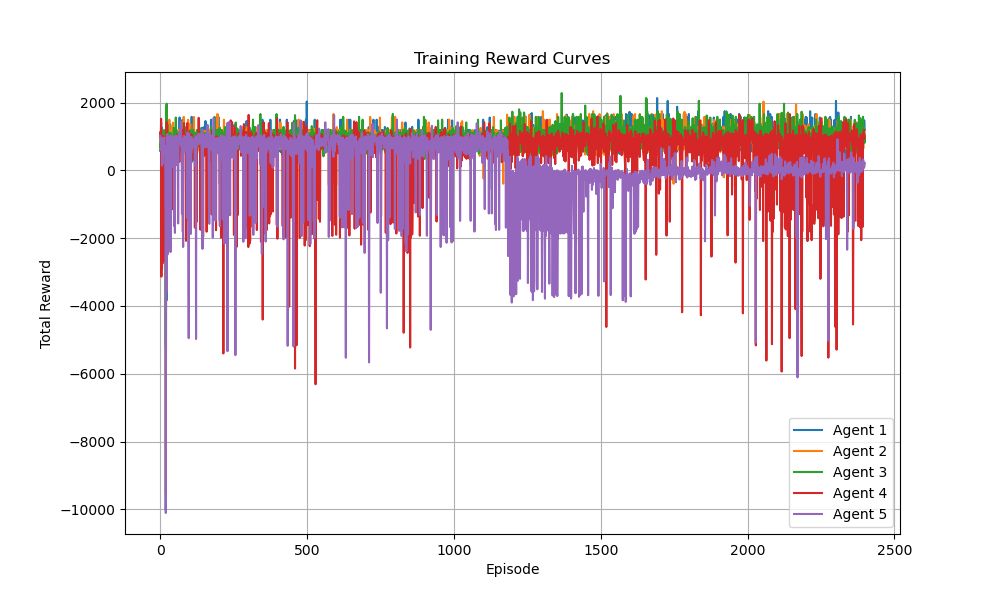 Training Reward Curves
Total Reward
2000
0
−2000
−4000
−6000
−8000
−10000
0 500 1000 1500 2000 2500
Episode
Agent 1
Agent 2
Agent 3
Agent 4
Agent 5